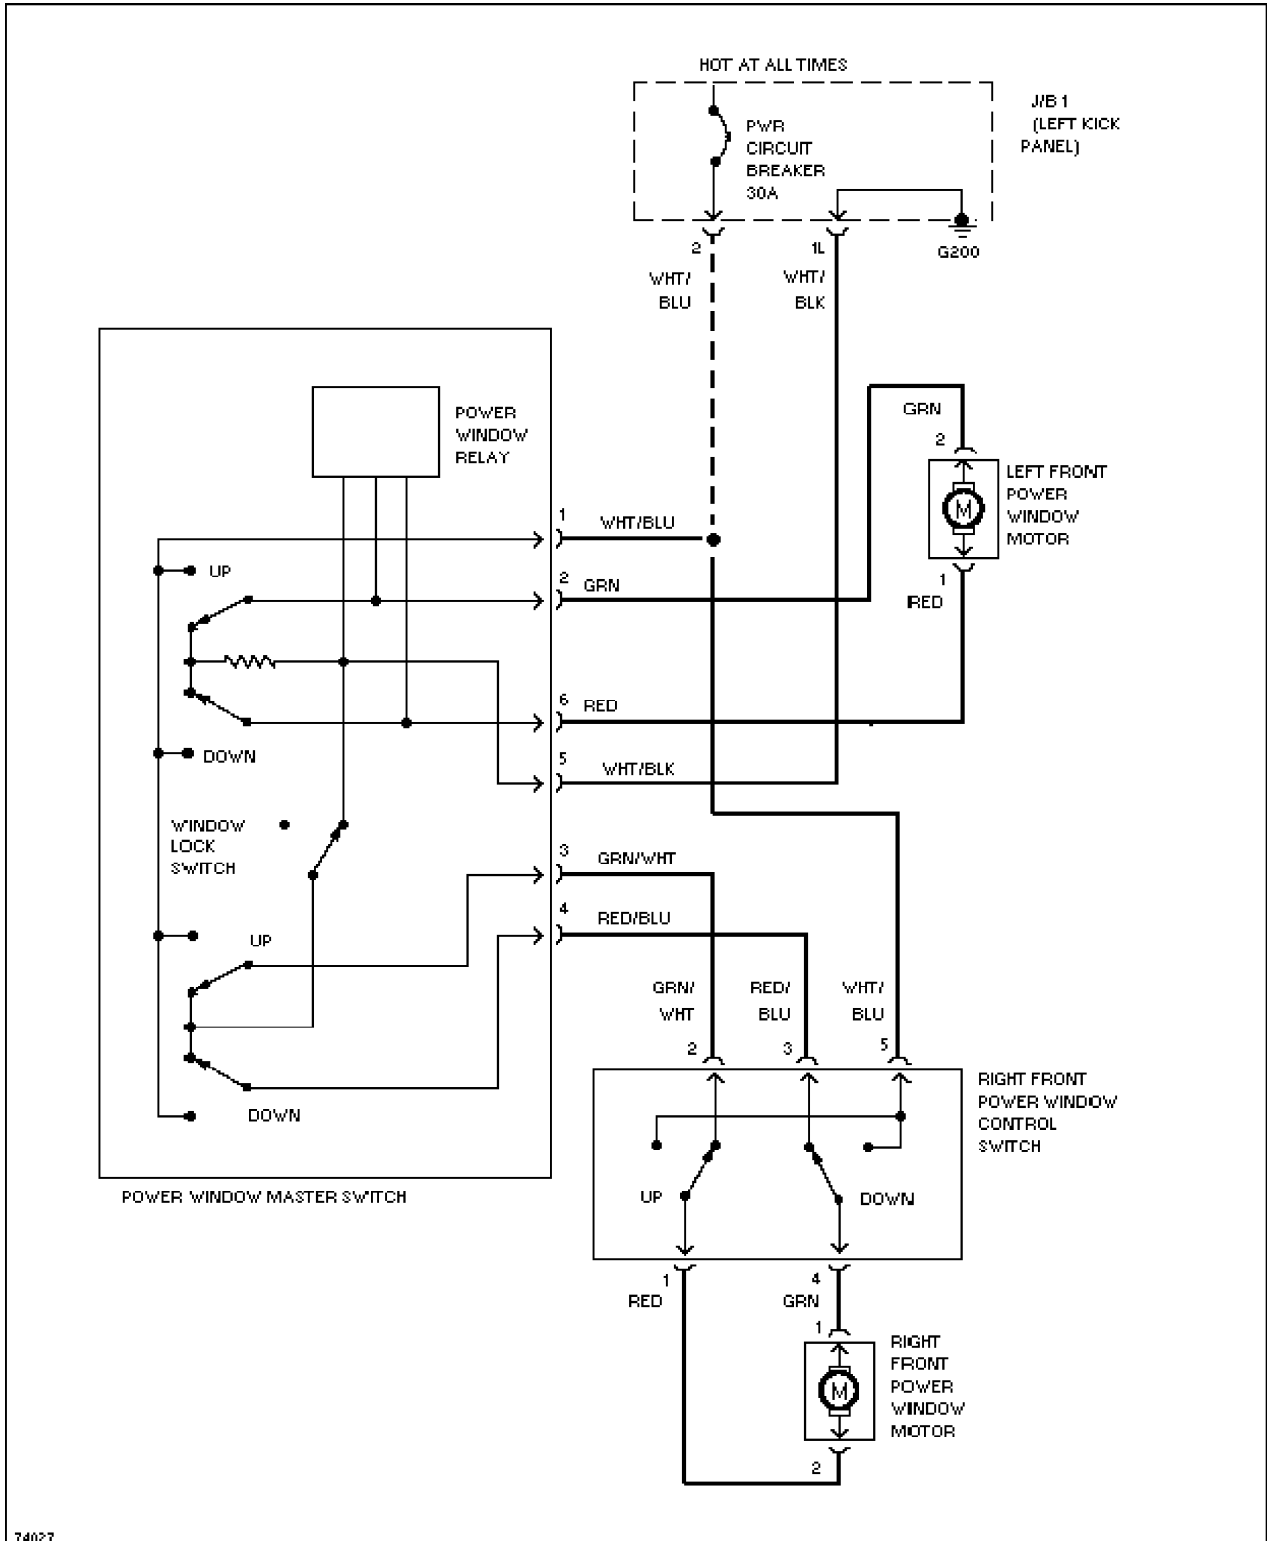 HOT AT ALL TIMES
J/B 1
(LEFT KICK
PANEL)
PWR
CIRCUIT
BREAKER
30A
2
1L
G200
WHT/
BLU
WHT/
BLK
GRN
2
POWER
WINDOW
RELAY
LEFT FRONT
POWER
WINDOW
MOTOR
M
1
WHT/BLU
UP
2
GRN
1
RED
6
RED
DOWN
5
WHT/BLK
WINDOW
LOCK
SWITCH
3
GRN/WHT
4
RED/BLU
UP
GRN/
WHT
RED/
BLU
WHT/
BLU
2
3
5
DOWN
RIGHT FRONT
POWER WINDOW
CONTROL
SWITCH
POWER WINDOW MASTER SWITCH
UP
DOWN
1
RED
4
GRN
1
RIGHT
FRONT
POWER
WINDOW
MOTOR
M
2
74027